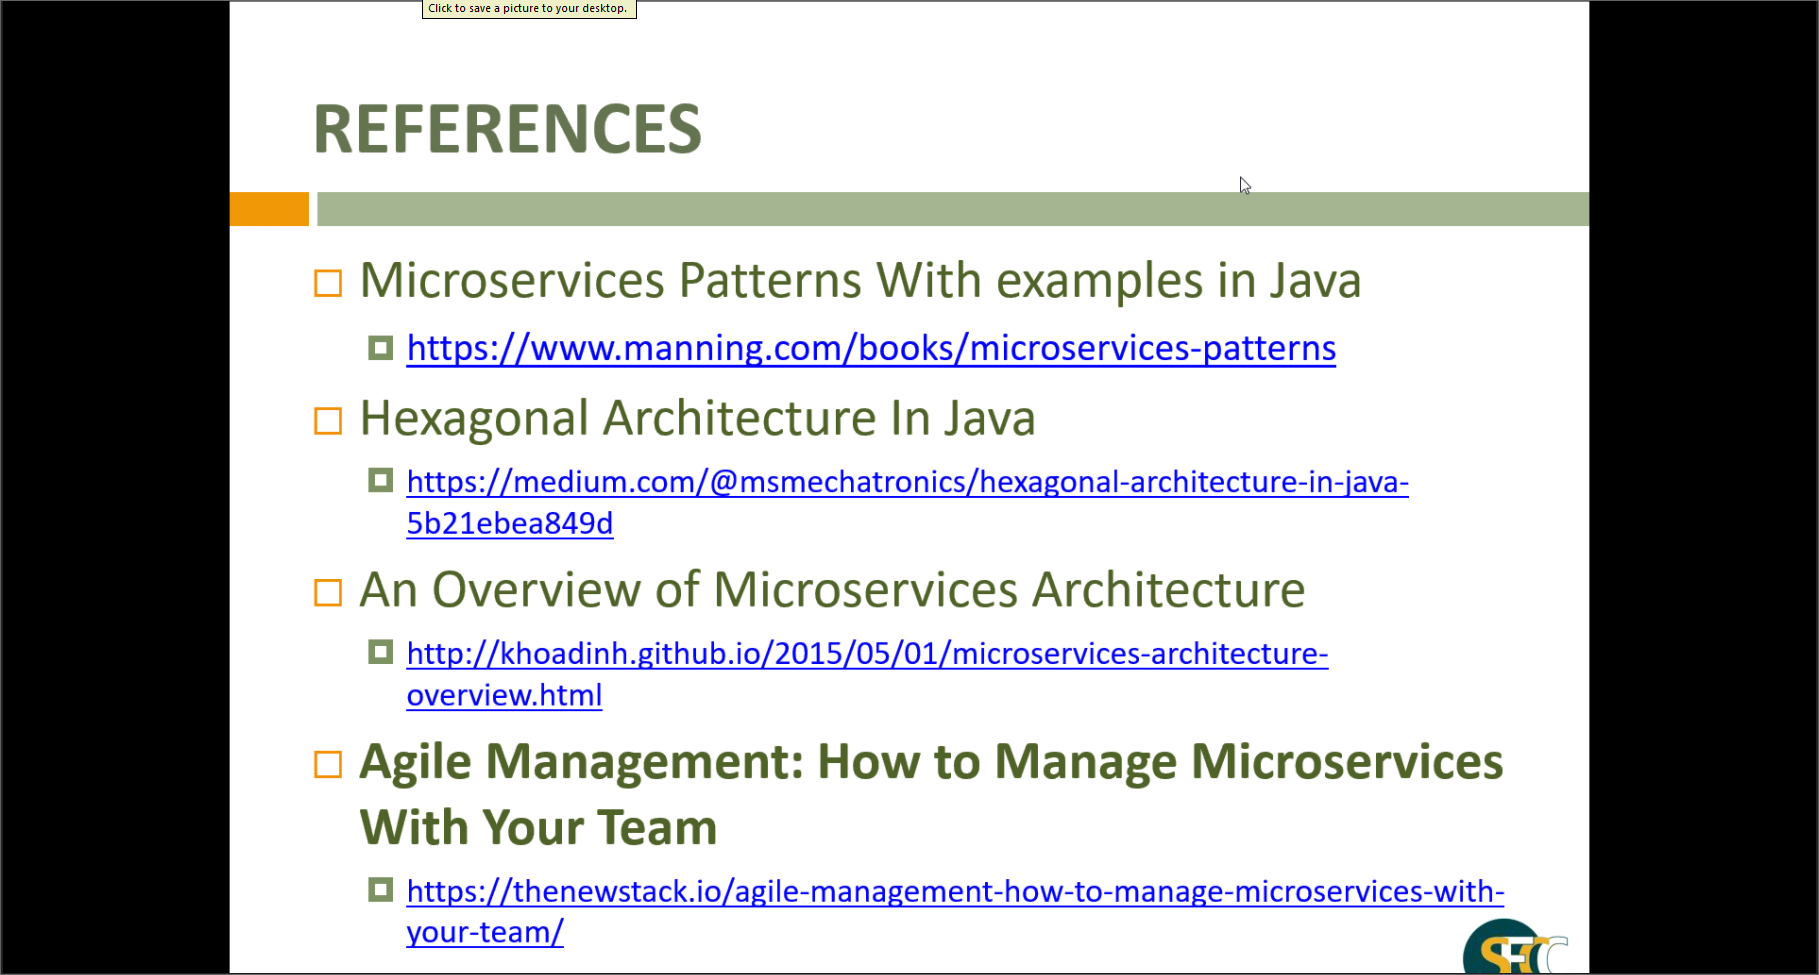 Click to save a picture to your desktop.
REFERENCES
Microservices Patterns With examples in Java
https://www.manning.com/books/microservices-patterns
Hexagonal Architecture In Java
https://medium.com/@msmechatronics/hexagonal-architecture-in-java-
5b21ebea849d
An Overview of Microservices Architecture
http://khoadinh.github.io/2015/05/01/microservices-architecture-
overview.html
Agile Management: How to Manage Microservices
With Your Team
https://thenewstack.io/agile-management-how-to-manage-microservices-with-
your-team/
SFCC